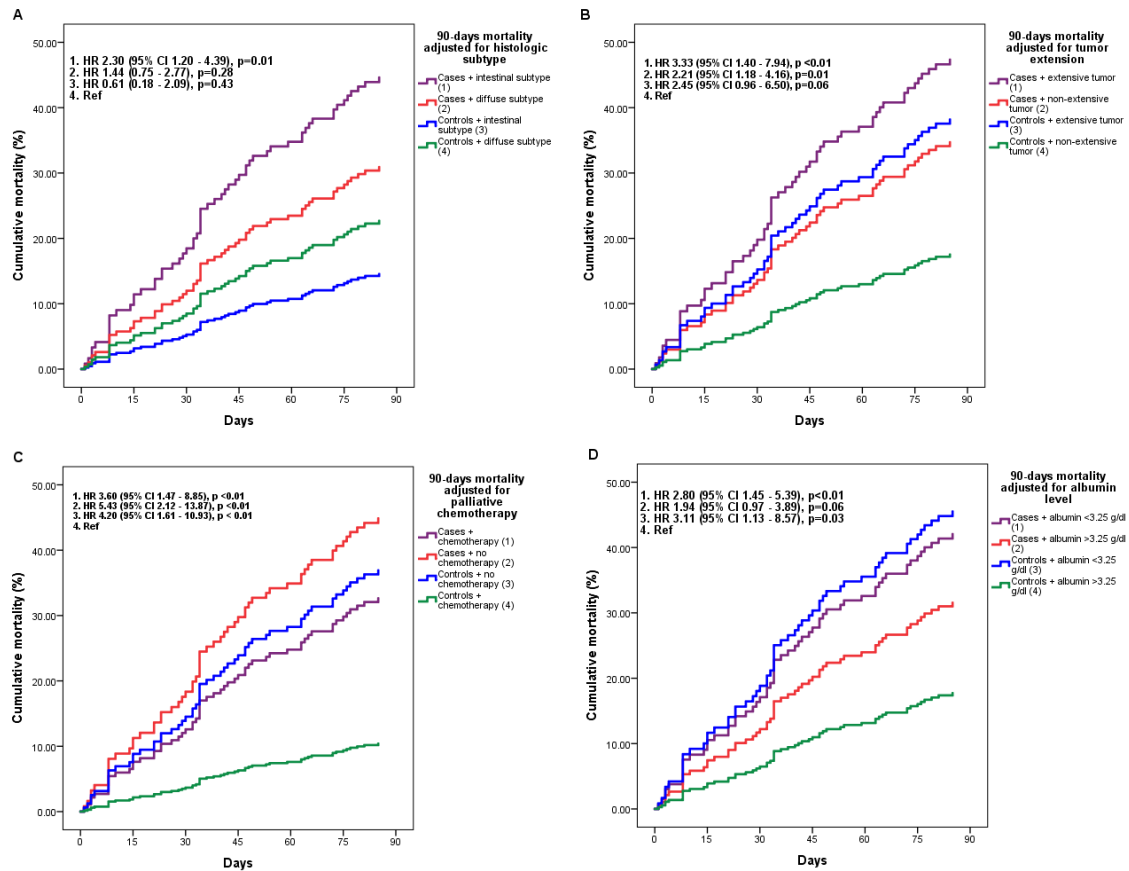 A
90-days mortality
adjusted for histologic
subtype
1. HR 2.30 (95% CI 1.20 - 4.39), p=0.01
2. HR 1.44 (0.75 - 2.77), p=0.28
3. HR 0.61 (0.18 - 2.09), p=0.43
4. Ref
Cases + intestinal subtype
(1)
Cases + diffuse subtype
(2)
Controls + intestinal
subtype (3)
Controls + diffuse subtype
(4)
Cumulative mortality (%)
50.00
40.00
30.00
20.00
10.00
0.00
0 15 30 45 60 75 90
Days
B
90-days mortality
adjusted for tumor
extension
1. HR 3.33 (95% CI 1.40 - 7.94), p <0.01
2. HR 2.21 (1.18 - 4.16), p=0.01
3. HR 2.45 (95% CI 0.96 - 6.50), p=0.06
4. Ref
Cases + extensive tumor
(1)
Cases + non-extensive
tumor (2)
Controls + extensive tumor
(3)
Controls + non-extensive
tumor (4)
Cumulative mortality (%)
50.00
40.00
30.00
20.00
10.00
0.00
0 15 30 45 60 75 90
Days
C
90-days mortality
adjusted for
palliative
chemotherapy
1. HR 3.60 (95% CI 1.47 - 8.85), p <0.01
2. HR 5.43 (95% CI 2.12 - 13.87), p <0.01
3. HR 4.20 (95% CI 1.61 - 10.93), p < 0.01
4. Ref
Cases +
chemotherapy (1)
Cases + no
chemotherapy (2)
Controls + no
chemotherapy (3)
Controls +
chemotherapy (4)
Cumulative mortality (%)
50.00
40.00
30.00
20.00
10.00
0.00
0 15 30 45 60 75 90
Days
D
90-days mortality
adjusted for albumin
level
1. HR 2.80 (95% CI 1.45 - 5.39), p<0.01
2. HR 1.94 (95% CI 0.97 - 3.89), p=0.06
3. HR 3.11 (95% CI 1.13 - 8.57), p=0.03
4. Ref
Cases + albumin <3.25 g/dl
(1)
Cases + albumin >3.25 g/dl
(2)
Controls + albumin <3.25
g/dl (3)
Controls + albumin >3.25
g/dl (4)
Cumulative mortality (%)
50.00
40.00
30.00
20.00
10.00
0.00
0 15 30 45 60 75 90
Days